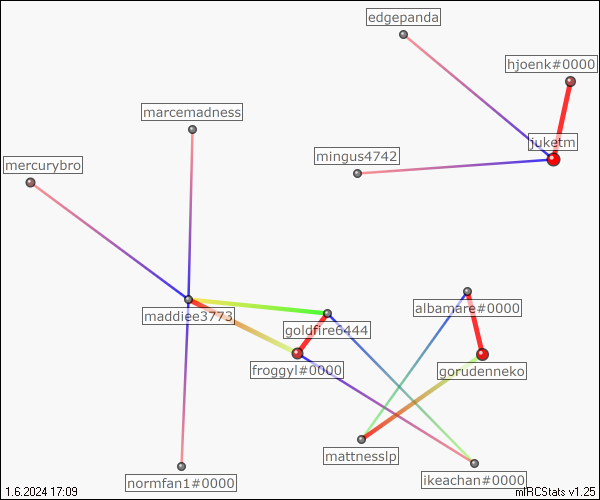 edgepanda
hjoenk#0000
marcemadness
juketm
mingus4742
mercurybro
maddiee3773
albamare#0000
goldfire6444
froggyl#0000
gorudenneko
mattnesslp
ikeachan#0000
normfan1#0000
1.6.2024 17:09
mIRCStats v1.25